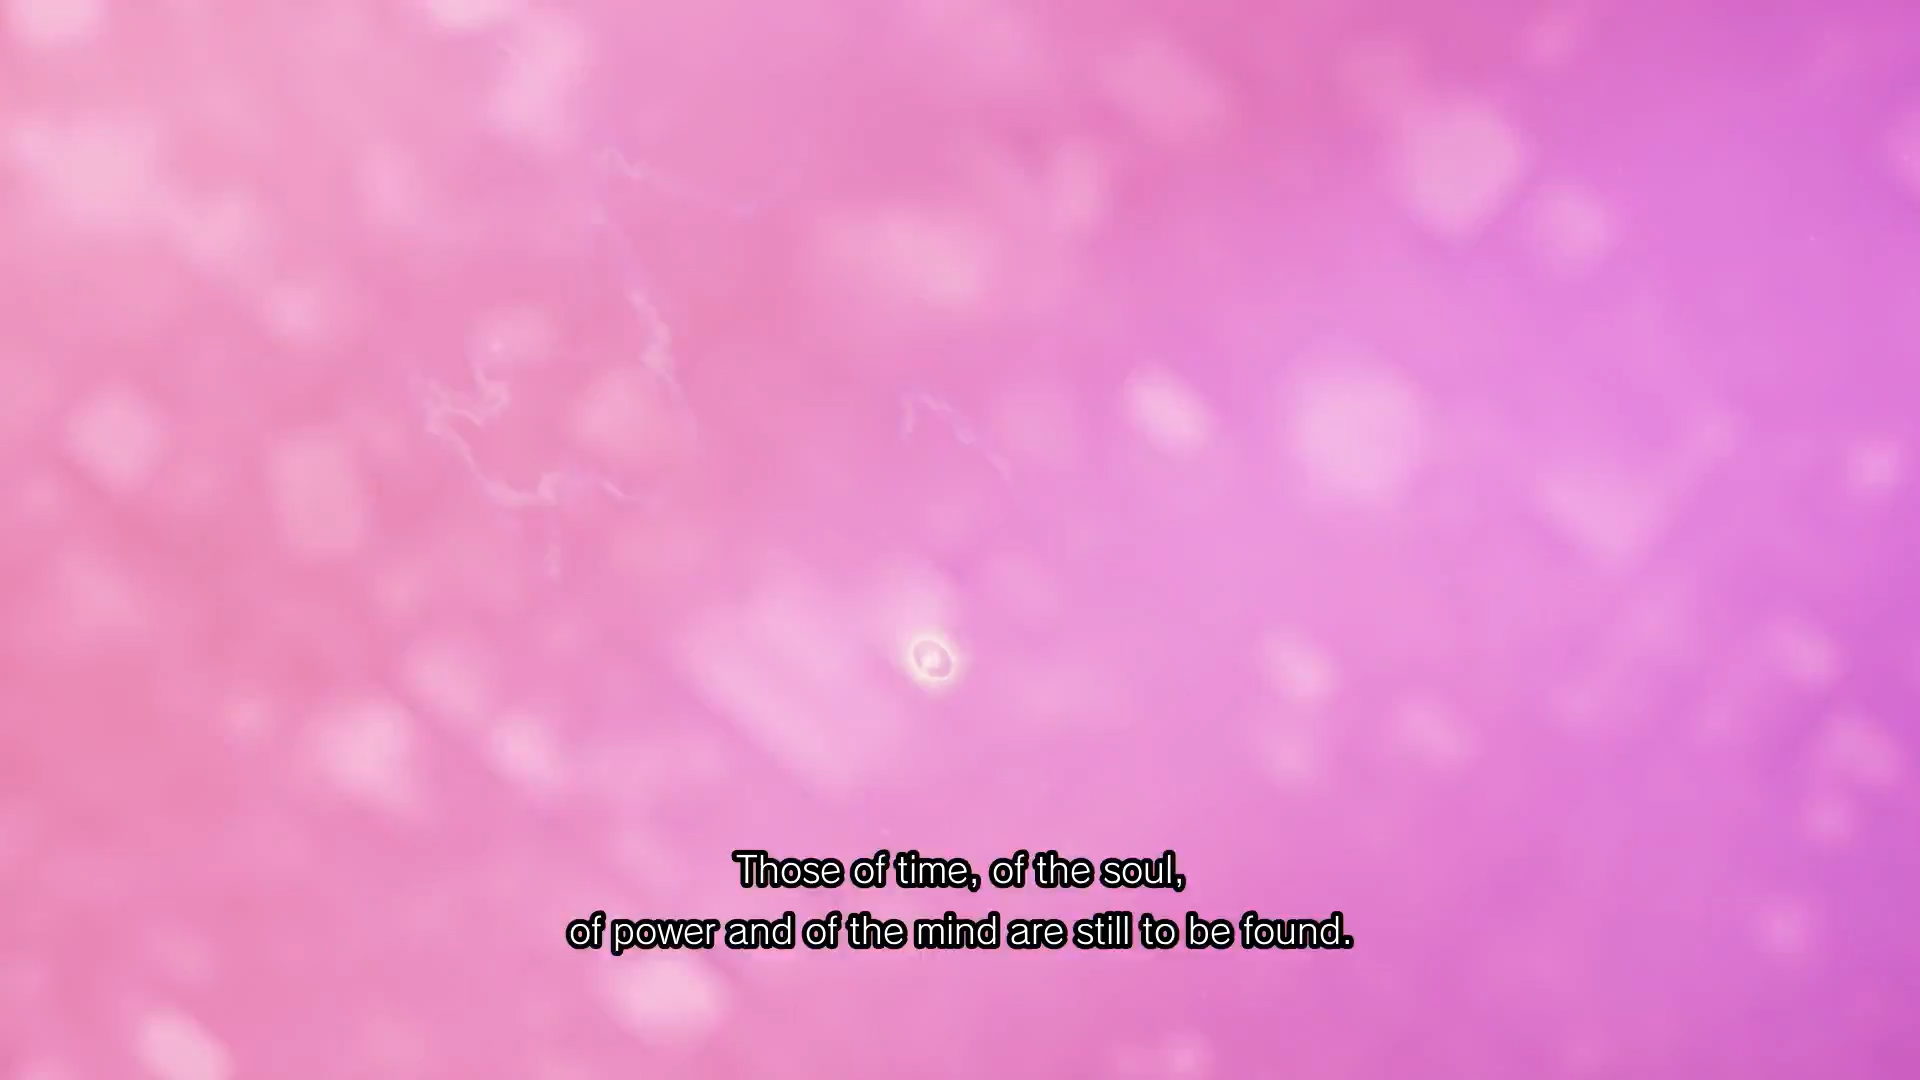 Those of time, of the soul,
of power and of the mind are still to be found.